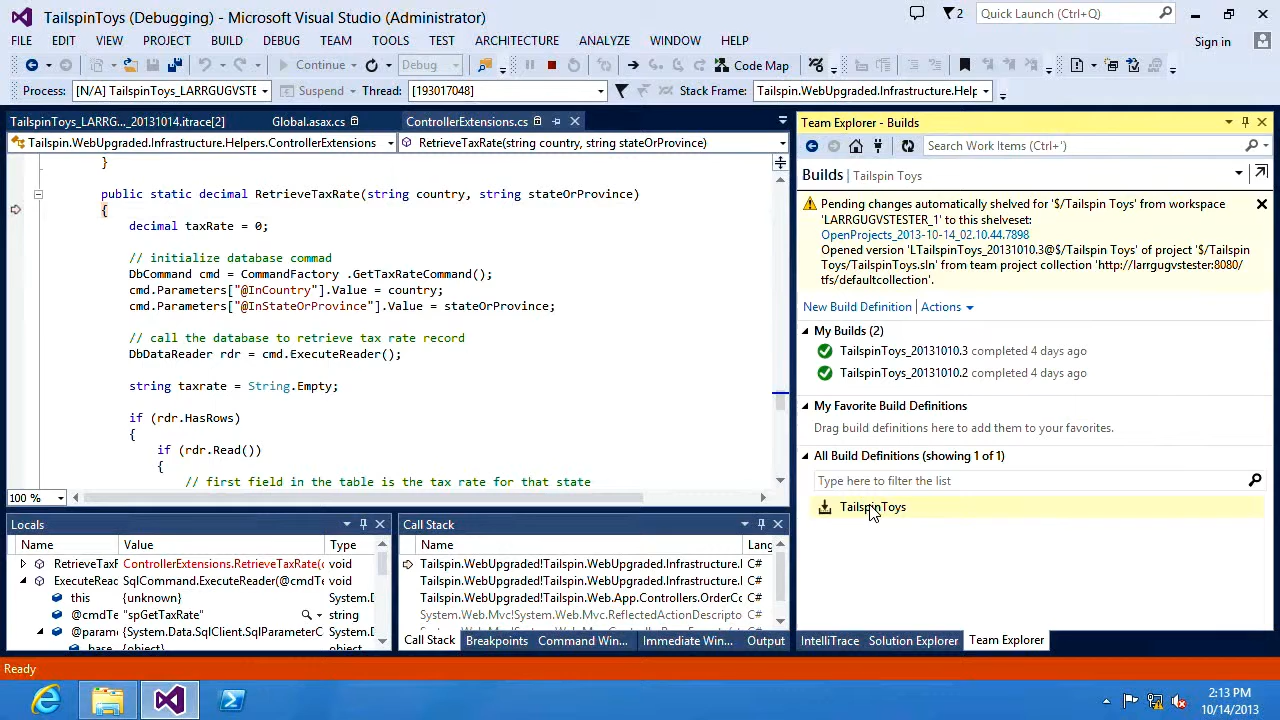 TailspinToys (Debugging) - Microsoft Visual Studio (Administrator)
2
Quick Launch (Ctrl+Q)
FILE EDIT VIEW PROJECT BUILD DEBUG TEAM TOOLS TEST ARCHITECTURE ANALYZE WINDOW HELP
Sign in
Continue
Debug
Code Map
Process: [N/A] TailspinToys_LARRGUGVSTE
Suspend
Thread: [193017048]
Stack Frame: Tailspin.WebUpgraded.Infrastructure.Help
TailspinToys_LARRG..._20131014.itrace[2]
Global.asax.cs
ControllerExtensions.cs
Tailspin.WebUpgraded.Infrastructure.Helpers.ControllerExtensions
RetrieveTaxRate(string country, string stateOrProvince)
}
public static decimal RetrieveTaxRate(string country, string stateOrProvince)
{
decimal taxRate = 0;
// initialize database commad
DbCommand cmd = CommandFactory .GetTaxRateCommand();
cmd.Parameters["@InCountry"].Value = country;
cmd.Parameters["@InStateOrProvince"].Value = stateOrProvince;
// call the database to retrieve tax rate record
DbDataReader rdr = cmd.ExecuteReader();
string taxrate = String.Empty;
if (rdr.HasRows)
{
if (rdr.Read())
{
// first field in the table is the tax rate for that state
100 %
Locals
Name Value Type
RetrieveTaxF ControllerExtensions.RetrieveTaxRate( void
ExecuteRead SqlCommand.ExecuteReader(@cmdTe void
this {unknown} System.D
@cmdTe "spGetTaxRate" string
@param {System.Data.SqlClient.SqlParameterC System.D
base {object} object
Call Stack
Name Lang
Tailspin.WebUpgraded!Tailspin.WebUpgraded.Infrastructure.I C#
Tailspin.WebUpgraded!Tailspin.WebUpgraded.Infrastructure.I C#
Tailspin.WebUpgraded!Tailspin.Web.App.Controllers.OrderCo C#
System.Web.Mvc!System.Web.Mvc.ReflectedActionDescripto C#
Call Stack Breakpoints Command Win... Immediate Win... Output
Team Explorer - Builds
Search Work Items (Ctrl+')
Builds | Tailspin Toys
Pending changes automatically shelved for '$/Tailspin Toys' from workspace
'LARRGUGVSTESTER_1' to this shelveset:
OpenProjects_2013-10-14_02.10.44.7898
Opened version 'LTailspinToys_20131010.3@$/Tailspin Toys' of project '$/Tailspin
Toys/TailspinToys.sln' from team project collection 'http://larrgugvstester:8080/
tfs/defaultcollection'.
New Build Definition | Actions
My Builds (2)
TailspinToys_20131010.3 completed 4 days ago
TailspinToys_20131010.2 completed 4 days ago
My Favorite Build Definitions
Drag build definitions here to add them to your favorites.
All Build Definitions (showing 1 of 1)
Type here to filter the list
TailspinToys
IntelliTrace Solution Explorer Team Explorer
Ready
2:13 PM
10/14/2013